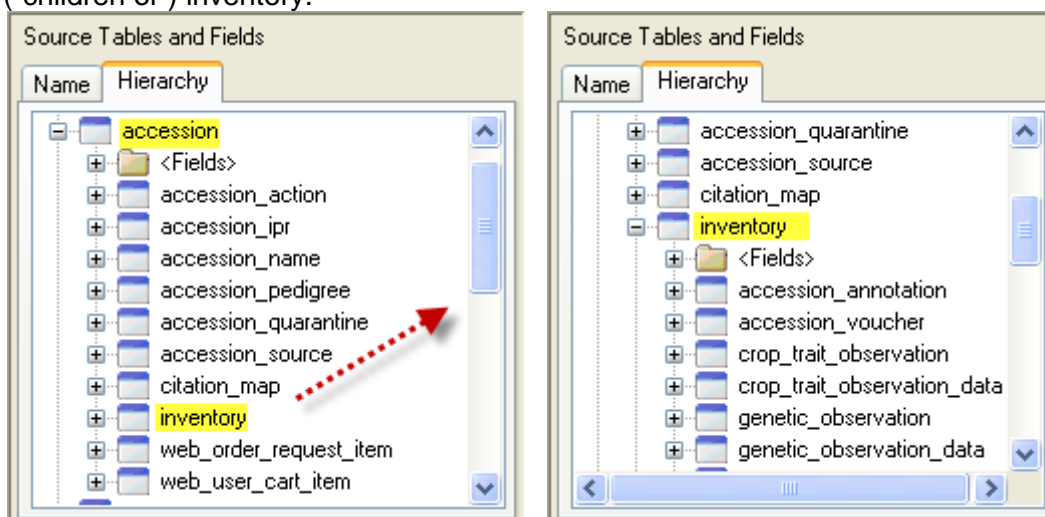 ( children of ) inventory.
Source Tables and Fields
Name Hierarchy
accession
<Fields>
accession_action
accession_ipr
accession_name
accession_pedigree
accession_quarantine
accession_source
citation_map
inventory
web_order_request_item
web_user_cart_item
Source Tables and Fields
Name Hierarchy
accession_quarantine
accession_source
citation_map
inventory
<Fields>
accession_annotation
accession_voucher
crop_trait_observation
crop_trait_observation_data
genetic_observation
genetic_observation_data